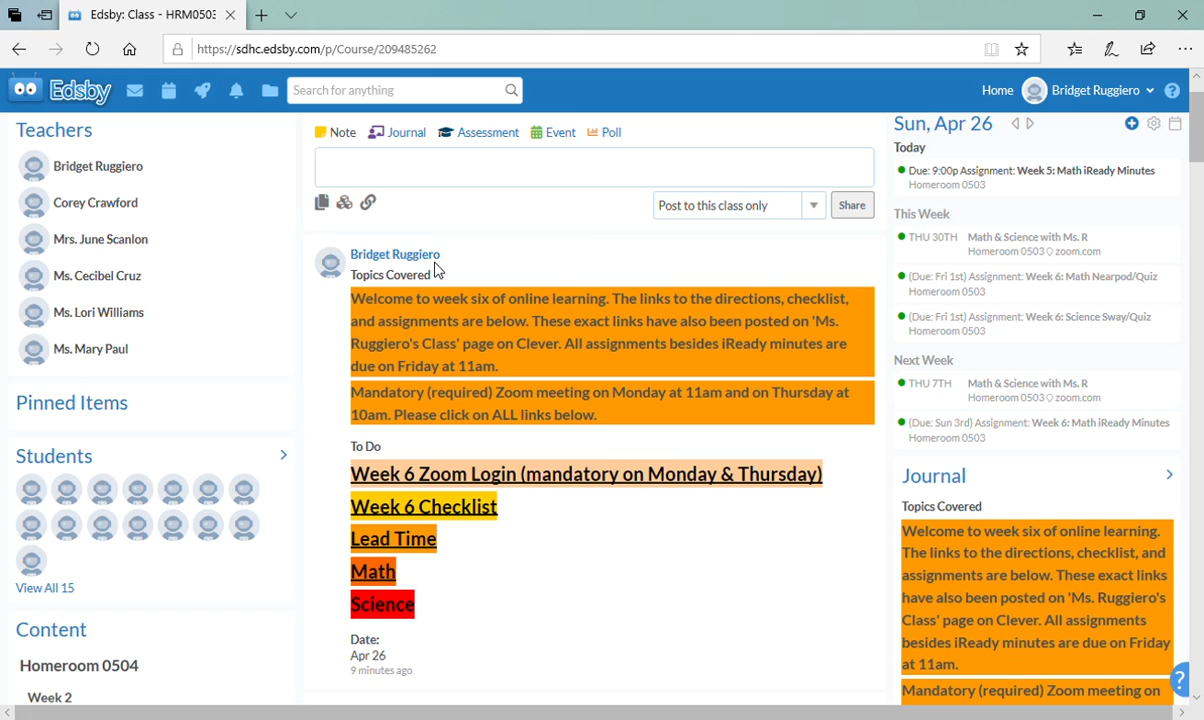 Edsby: Class - HRM0503
https://sdhc.edsby.com/p/Course/209485262
Edsby
Search for anything
Home
Bridget Ruggiero
?
Teachers
Bridget Ruggiero
Corey Crawford
Mrs. June Scanlon
Ms. Cecibel Cruz
Ms. Lori Williams
Ms. Mary Paul
Pinned Items
Students
View All 15
Content
Homeroom 0504
Week 2
Note Journal Assessment Event Poll
Post to this class only
Share
Bridget Ruggiero
Topics Covered
Welcome to week six of online learning. The links to the directions, checklist,
and assignments are below. These exact links have also been posted on 'Ms.
Ruggiero's Class' page on Clever. All assignments besides iReady minutes are
due on Friday at 11am.
Mandatory (required) Zoom meeting on Monday at 11am and on Thursday at
10am. Please click on ALL links below.
To Do
Week 6 Zoom Login (mandatory on Monday & Thursday)
Week 6 Checklist
Lead Time
Math
Science
Date:
Apr 26
9 minutes ago
Sun, Apr 26
Today
Due: 9:00p Assignment: Week 5: Math iReady Minutes
Homeroom 0503
This Week
THU 30TH Math & Science with Ms. R
Homeroom 0503 zoom.com
(Due: Fri 1st) Assignment: Week 6: Math Nearpod/Quiz
Homeroom 0503
(Due: Fri 1st) Assignment: Week 6: Science Sway/Quiz
Homeroom 0503
Next Week
THU 7TH Math & Science with Ms. R
Homeroom 0503 zoom.com
(Due: Sun 3rd) Assignment: Week 6: Math iReady Minutes
Homeroom 0503
Journal
Topics Covered
Welcome to week six of online learning.
The links to the directions, checklist, and
assignments are below. These exact links
have also been posted on 'Ms. Ruggiero's
Class' page on Clever. All assignments
besides iReady minutes are due on Friday
at 11am.
Mandatory (required) Zoom meeting on
?